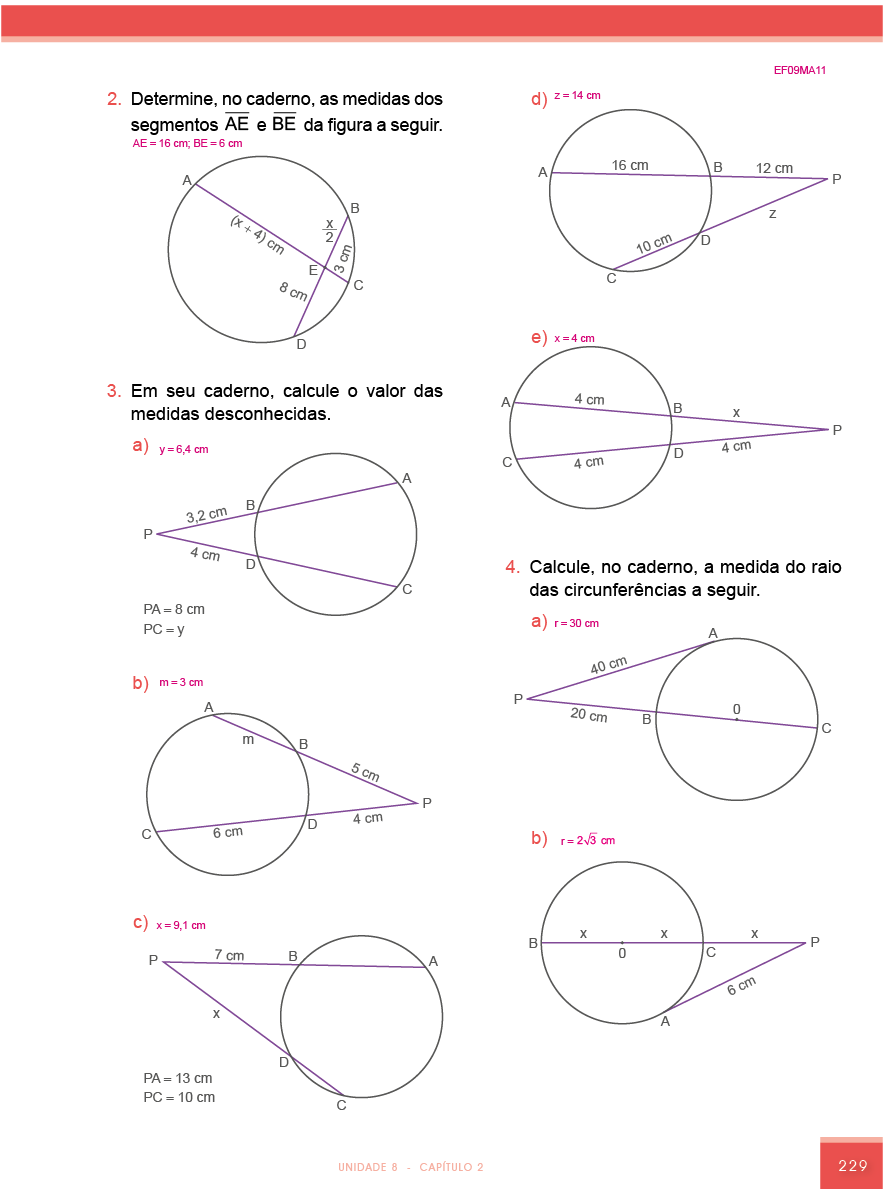 EF09MA11
2. Determine, no caderno, as medidas dos
segmentos AE e BE da figura a seguir.
AE = 16 cm; BE = 6 cm
A
B
(x + 4) cm
x
2
3 cm
E
8 cm
C
D
3. Em seu caderno, calcule o valor das
medidas desconhecidas.
a) y = 6,4 cm
A
B
3,2 cm
P
4 cm
D
C
PA = 8 cm
PC = y
b) m = 3 cm
A
m
B
5 cm
P
C
6 cm
D
4 cm
c) x = 9,1 cm
P
7 cm
B
A
x
D
PA = 13 cm
PC = 10 cm
C
d) z = 14 cm
A
16 cm
B
12 cm
P
z
10 cm
D
C
e) x = 4 cm
A
4 cm
B
x
P
C
4 cm
D
4 cm
4. Calcule, no caderno, a medida do raio
das circunferências a seguir.
a) r = 30 cm
A
40 cm
P
20 cm
B
0
C
b) r = 2√3 cm
B
x
x
x
P
0
C
6 cm
A
UNIDADE 8 - CAPÍTULO 2
229